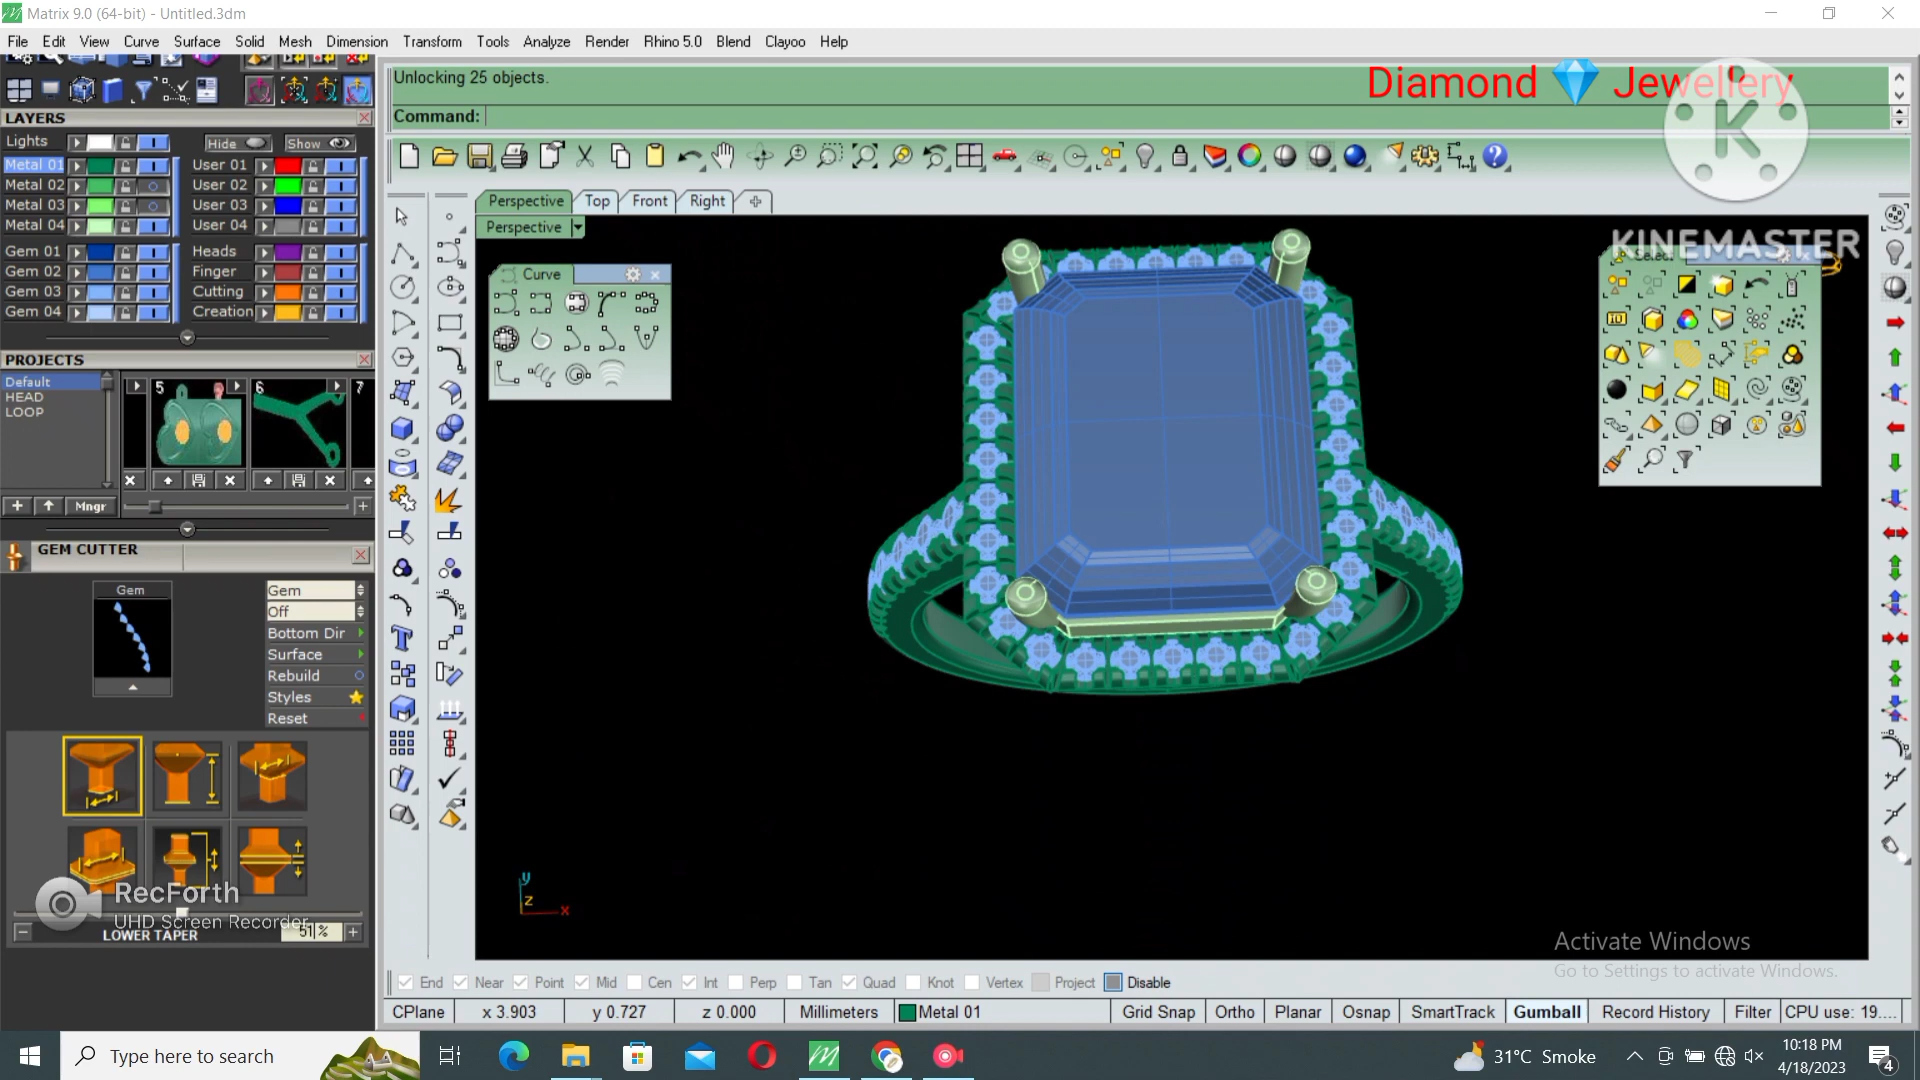 Matrix 9.0 (64-bit) - Untitled.3dm
File Edit View Curve Surface Solid Mesh Dimension Transform Tools Analyze Render Rhino 5.0 Blend Clayoo Help
Unlocking 25 objects.
Diamond 💎 Jewellery
Command:
K
LAYERS
Lights Hide Show
Metal 01 User 01
Metal 02 User 02
Metal 03 User 03
Metal 04 User 04
Gem 01 Heads
Gem 02 Finger
Gem 03 Cutting
Gem 04 Creation
PROJECTS
Default
HEAD
LOOP
5 6 7
Mngr
GEM CUTTER
Gem
Gem
Off
Bottom Dir
Surface
Rebuild
Styles
Reset
RecForth
UHD Screen Recorder
LOWER TAPER 51%
Perspective Top Front Right
Perspective
Curve
KINEMASTER
Select
y
z x
Activate Windows
Go to Settings to activate Windows.
End Near Point Mid Cen Int Perp Tan Quad Knot Vertex Project Disable
CPlane x 3.903 y 0.727 z 0.000 Millimeters Metal 01 Grid Snap Ortho Planar Osnap SmartTrack Gumball Record History Filter CPU use: 19....
Type here to search
31°C Smoke
10:18 PM
4/18/2023
4